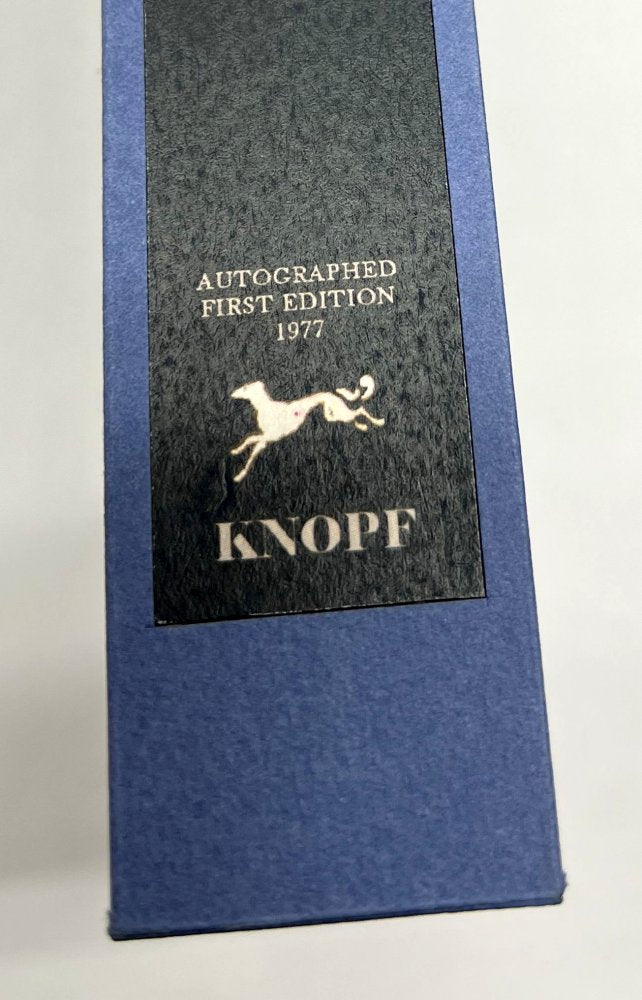 AUTOGRAPHED
FIRST EDITION
1977
KNOPF